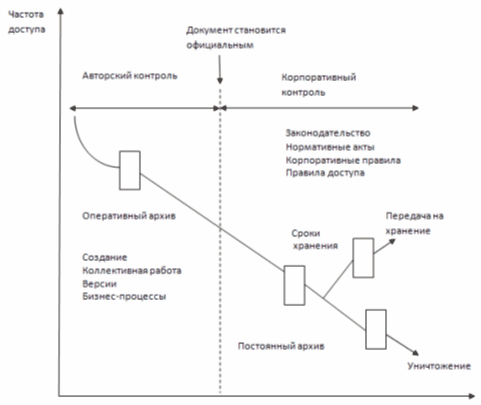 Частота
доступа
Документ становится
официальным
Авторский контроль
Корпоративный
контроль
Законодательство
Нормативные акты
Корпоративные правила
Правила доступа
Оперативный архив
Передача на
хранение
Сроки
хранения
Создание
Коллективная работа
Версии
Бизнес-процессы
Постоянный архив
Уничтожение